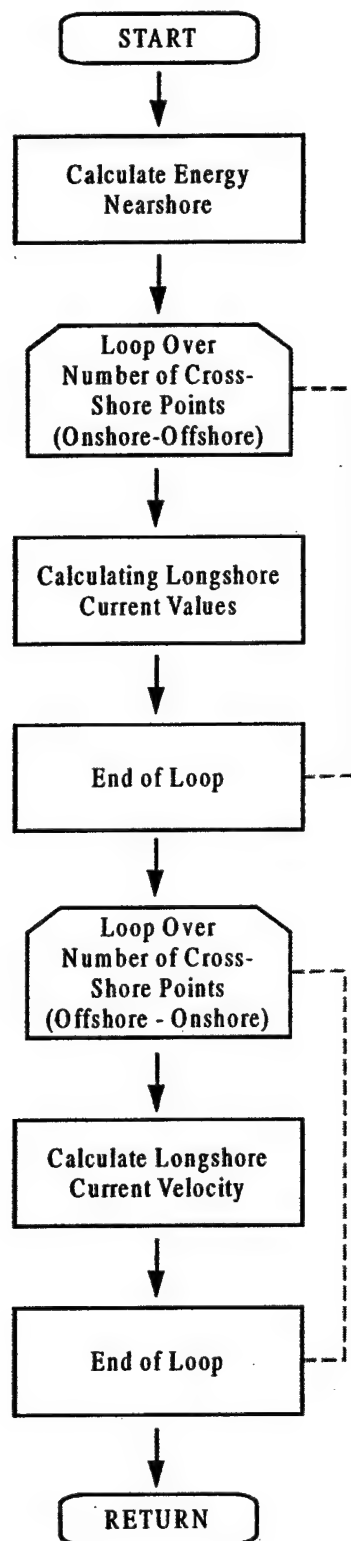 START
Calculate Energy
Nearshore
Loop Over
Number of Cross-
Shore Points
(Onshore-Offshore)
Calculating Longshore
Current Values
End of Loop
Loop Over
Number of Cross-
Shore Points
(Offshore - Onshore)
Calculate Longshore
Current Velocity
End of Loop
RETURN